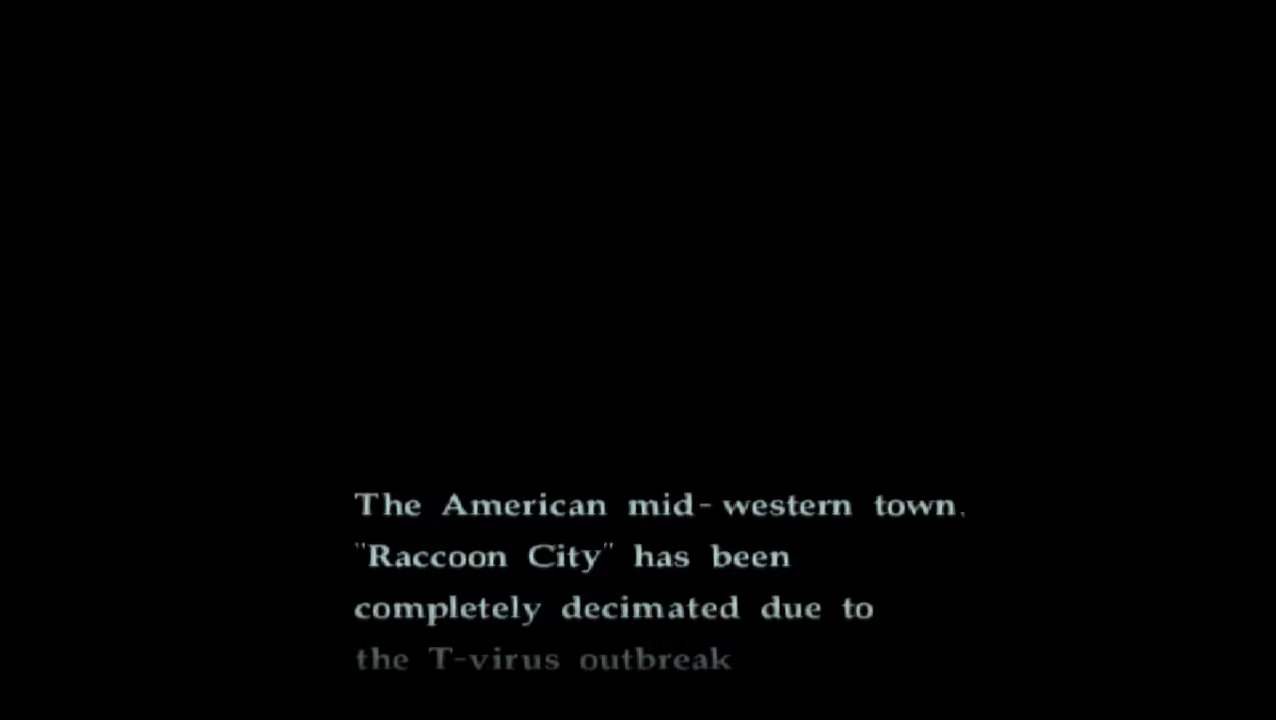 The American mid-western town.
"Raccoon City" has been
completely decimated due to
the T-virus outbreak